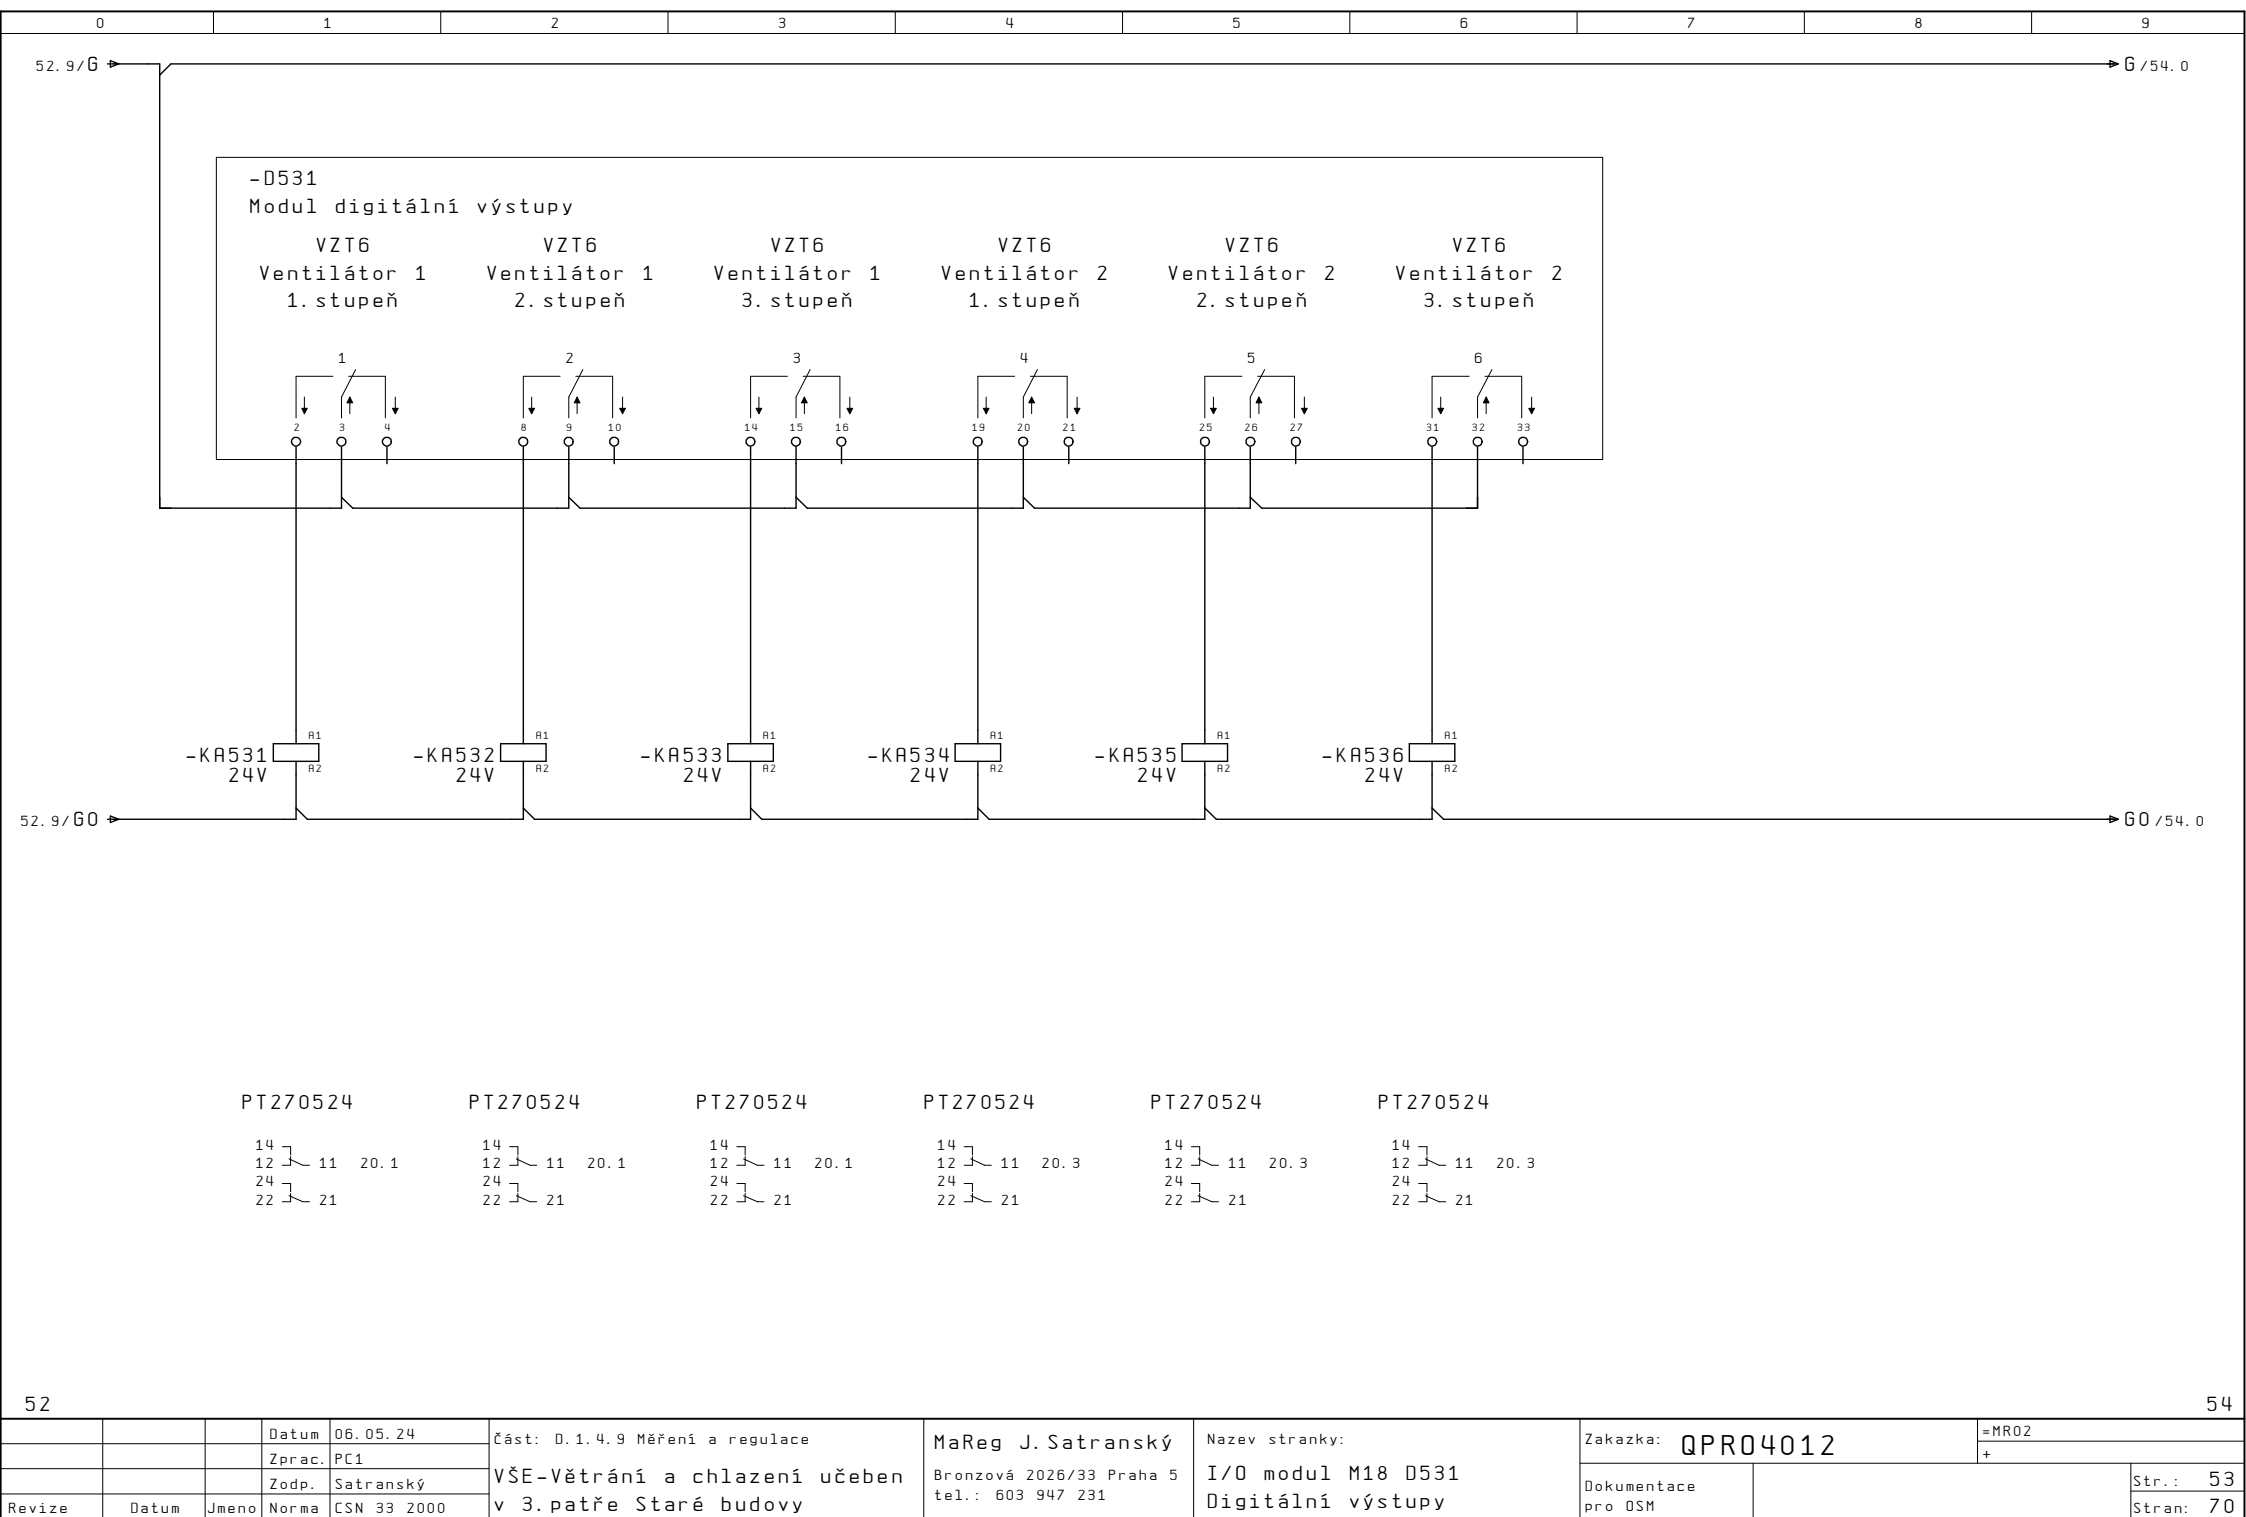 0 1 2 3 4 5 6 7 8 9
52.9/G G/54.0
-D531
Modul digitální výstupy
VZT6 VZT6 VZT6 VZT6 VZT6 VZT6
Ventilátor 1 Ventilátor 1 Ventilátor 1 Ventilátor 2 Ventilátor 2 Ventilátor 2
1.stupeň 2.stupeň 3.stupeň 1.stupeň 2.stupeň 3.stupeň
1 2 3 4 5 6
2 3 4 8 9 10 14 15 16 19 20 21 25 26 27 31 32 33
A1 A1 A1 A1 A1 A1
-KA531 -KA532 -KA533 -KA534 -KA535 -KA536
A2 A2 A2 A2 A2 A2
24V 24V 24V 24V 24V 24V
52.9/G0 G0/54.0
PT270524 PT270524 PT270524 PT270524 PT270524 PT270524
14 14 14 14 14 14
12 11 20.1 12 11 20.1 12 11 20.1 12 11 20.3 12 11 20.3 12 11 20.3
24 24 24 24 24 24
22 21 22 21 22 21 22 21 22 21 22 21
52 54
Datum 06.05.24
Zprac. PC1
Zodp. Satranský
Revize Datum Jmeno Norma CSN 33 2000
Část: D.1.4.9 Měření a regulace
VŠE-Větrání a chlazení učeben
v 3.patře Staré budovy
MaReg J.Satranský
Bronzová 2026/33 Praha 5
tel.: 603 947 231
Nazev stranky:
I/O modul M18 D531
Digitální výstupy
Zakazka: QPR04012
Dokumentace
pro OSM
=MR02
+
Str.: 53
Stran: 70